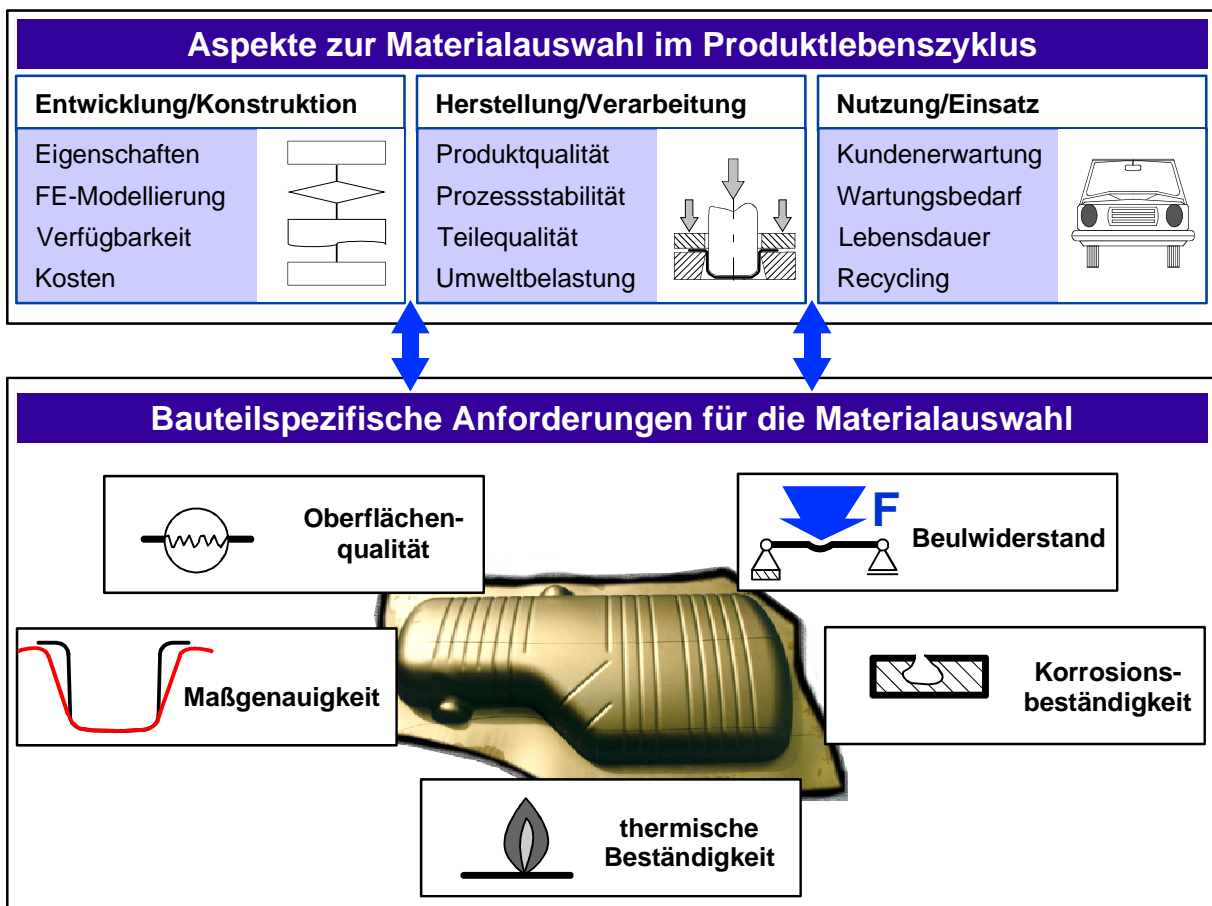 Aspekte zur Materialauswahl im Produktlebenszyklus
Entwicklung/Konstruktion
Eigenschaften
FE-Modellierung
Verfügbarkeit
Kosten
Herstellung/Verarbeitung
Produktqualität
Prozessstabilität
Teilequalität
Umweltbelastung
Nutzung/Einsatz
Kundenerwartung
Wartungsbedarf
Lebensdauer
Recycling
Bauteilspezifische Anforderungen für die Materialauswahl
Oberflächen-
qualität
F
Beulwiderstand
Maßgenauigkeit
Korrosions-
beständigkeit
thermische
Beständigkeit